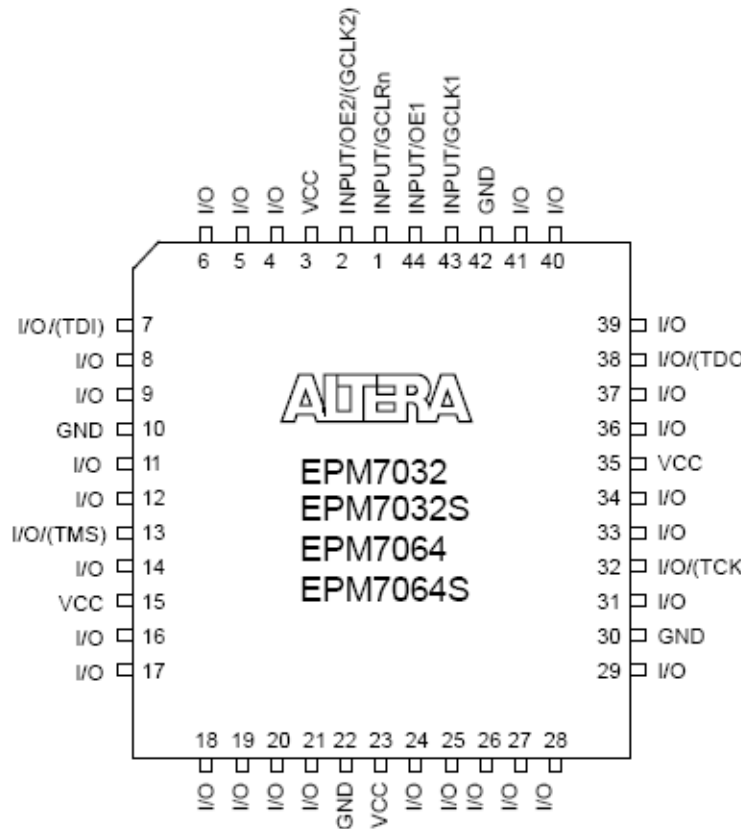 I/O I/O I/O VCC INPUT/OE2/(GCLK2) INPUT/GCLRn INPUT/OE1 INPUT/GCLK1 GND I/O I/O
6 5 4 3 2 1 44 43 42 41 40
I/O/(TDI) 7 39 I/O
I/O 8 38 I/O/(TDO
I/O 9 37 I/O
GND 10 36 I/O
I/O 11 35 VCC
I/O 12 34 I/O
I/O/(TMS) 13 33 I/O
I/O 14 32 I/O/(TCK
VCC 15 31 I/O
I/O 16 30 GND
I/O 17 29 I/O
ALTERA
EPM7032
EPM7032S
EPM7064
EPM7064S
18 19 20 21 22 23 24 25 26 27 28
I/O I/O I/O I/O GND VCC I/O I/O I/O I/O I/O